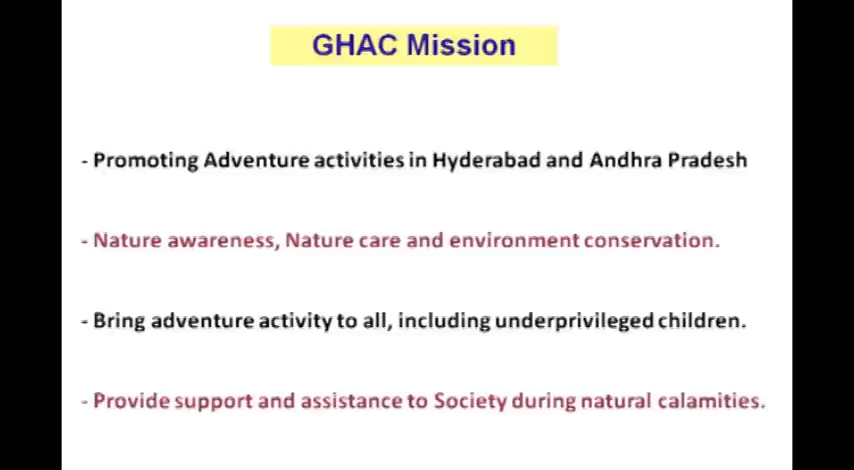 GHAC Mission
- Promoting Adventure activities in Hyderabad and Andhra Pradesh
- Nature awareness, Nature care and environment conservation.
- Bring adventure activity to all, including underprivileged children.
- Provide support and assistance to Society during natural calamities.